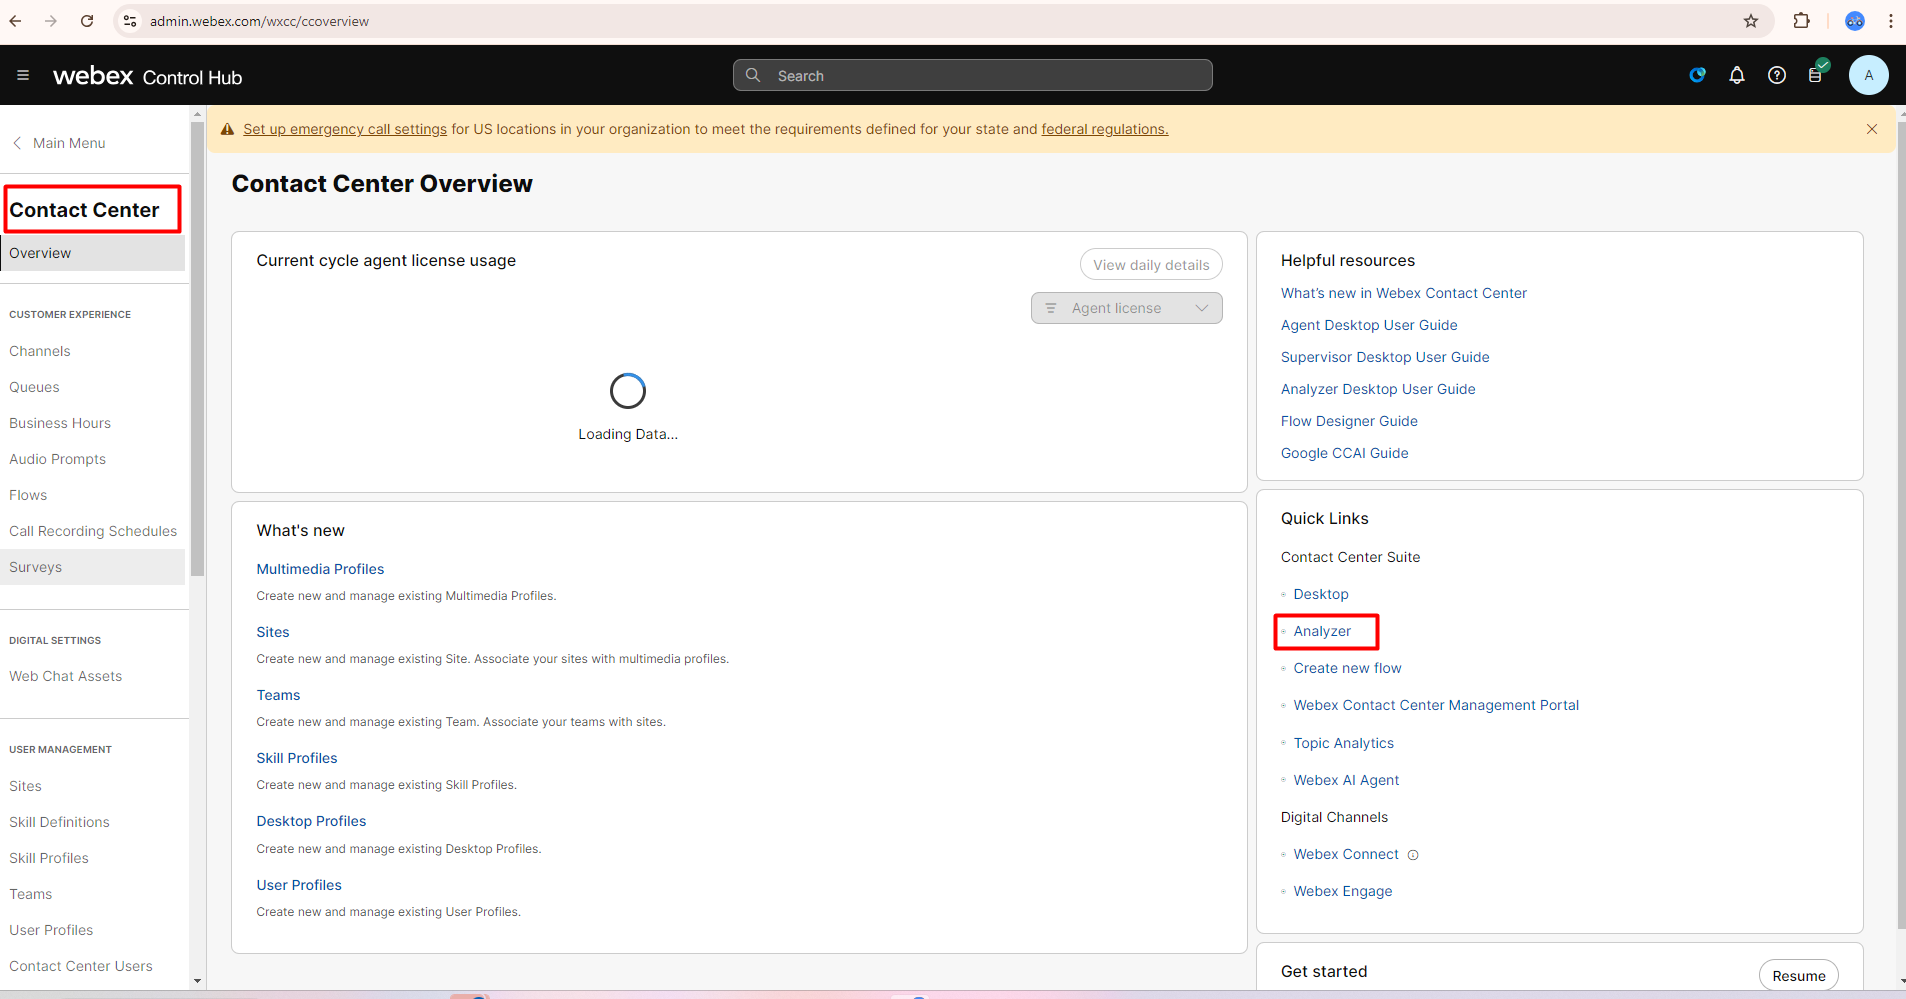 admin.webex.com/wxcc/ccoverview
webex Control Hub
Search
A
Main Menu
Contact Center
Overview
CUSTOMER EXPERIENCE
Channels
Queues
Business Hours
Audio Prompts
Flows
Call Recording Schedules
Surveys
DIGITAL SETTINGS
Web Chat Assets
USER MANAGEMENT
Sites
Skill Definitions
Skill Profiles
Teams
User Profiles
Contact Center Users
Set up emergency call settings for US locations in your organization to meet the requirements defined for your state and federal regulations.
Contact Center Overview
Current cycle agent license usage
View daily details
Agent license
Loading Data...
What's new
Multimedia Profiles
Create new and manage existing Multimedia Profiles.
Sites
Create new and manage existing Site. Associate your sites with multimedia profiles.
Teams
Create new and manage existing Team. Associate your teams with sites.
Skill Profiles
Create new and manage existing Skill Profiles.
Desktop Profiles
Create new and manage existing Desktop Profiles.
User Profiles
Create new and manage existing User Profiles.
Helpful resources
What's new in Webex Contact Center
Agent Desktop User Guide
Supervisor Desktop User Guide
Analyzer Desktop User Guide
Flow Designer Guide
Google CCAI Guide
Quick Links
Contact Center Suite
Desktop
Analyzer
Create new flow
Webex Contact Center Management Portal
Topic Analytics
Webex AI Agent
Digital Channels
Webex Connect
Webex Engage
Get started
Resume